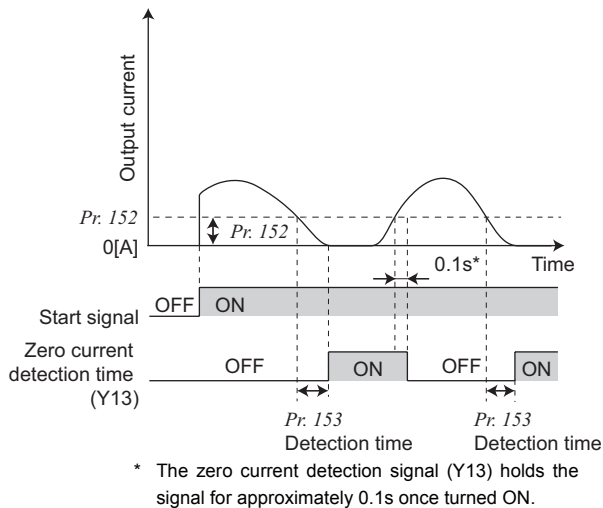 Output current
Pr. 152
Pr. 152
0[A]
0.1s*
Time
OFF ON
Start signal
Zero current
detection time
(Y13)
OFF ON OFF ON
Pr. 153
Detection time
Pr. 153
Detection time
* The zero current detection signal (Y13) holds the
signal for approximately 0.1s once turned ON.